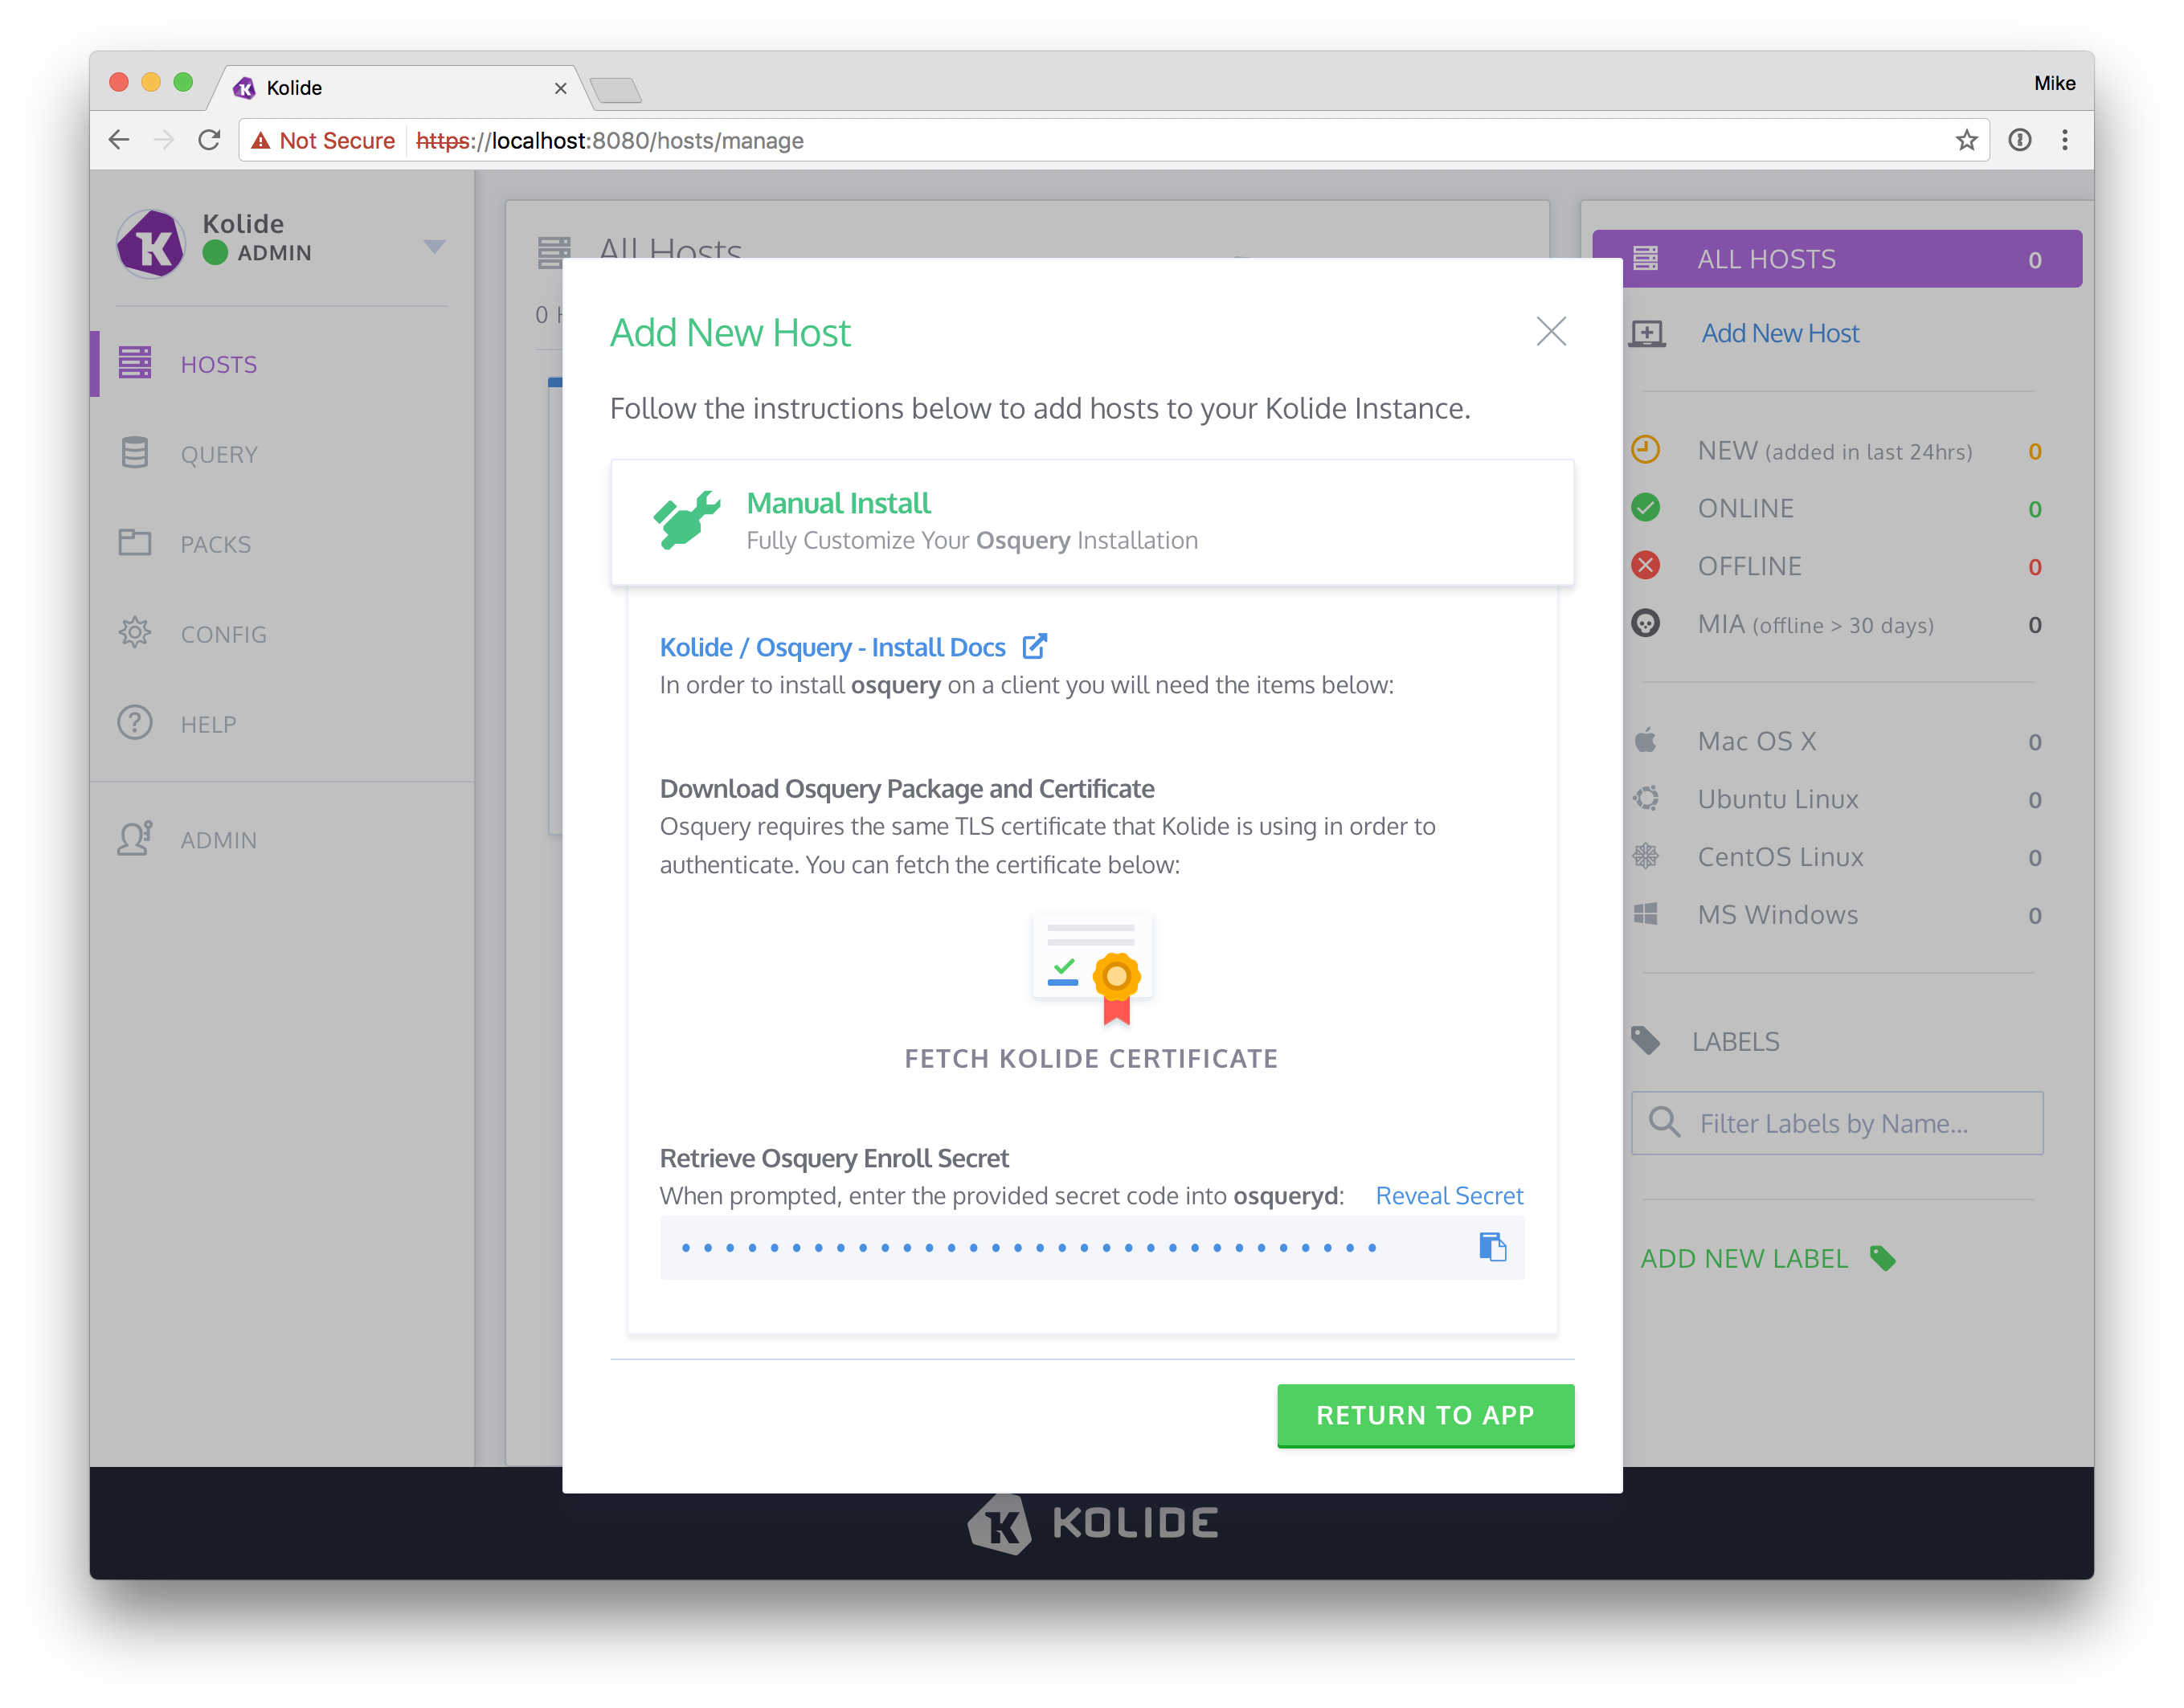 Kolide
Mike
Not Secure
https://localhost:8080/hosts/manage
Kolide
ADMIN
HOSTS
QUERY
PACKS
CONFIG
HELP
ADMIN
All Hosts
0
Add New Host
Follow the instructions below to add hosts to your Kolide Instance.
Manual Install
Fully Customize Your Osquery Installation
Kolide / Osquery - Install Docs
In order to install osquery on a client you will need the items below:
Download Osquery Package and Certificate
Osquery requires the same TLS certificate that Kolide is using in order to
authenticate. You can fetch the certificate below:
FETCH KOLIDE CERTIFICATE
Retrieve Osquery Enroll Secret
When prompted, enter the provided secret code into osqueryd: Reveal Secret
RETURN TO APP
ALL HOSTS 0
Add New Host
NEW (added in last 24hrs) 0
ONLINE 0
OFFLINE 0
MIA (offline > 30 days) 0
Mac OS X 0
Ubuntu Linux 0
CentOS Linux 0
MS Windows 0
LABELS
Filter Labels by Name...
ADD NEW LABEL
KOLIDE